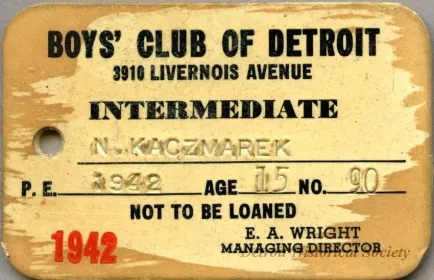 BOYS' CLUB OF DETROIT
3910 LIVERNOIS AVENUE
INTERMEDIATE
N. KACZMAREK
P. E. 1942 AGE 15 NO. 90
NOT TO BE LOANED
E. A. WRIGHT
1942 MANAGING DIRECTOR
Detroit Historical Society